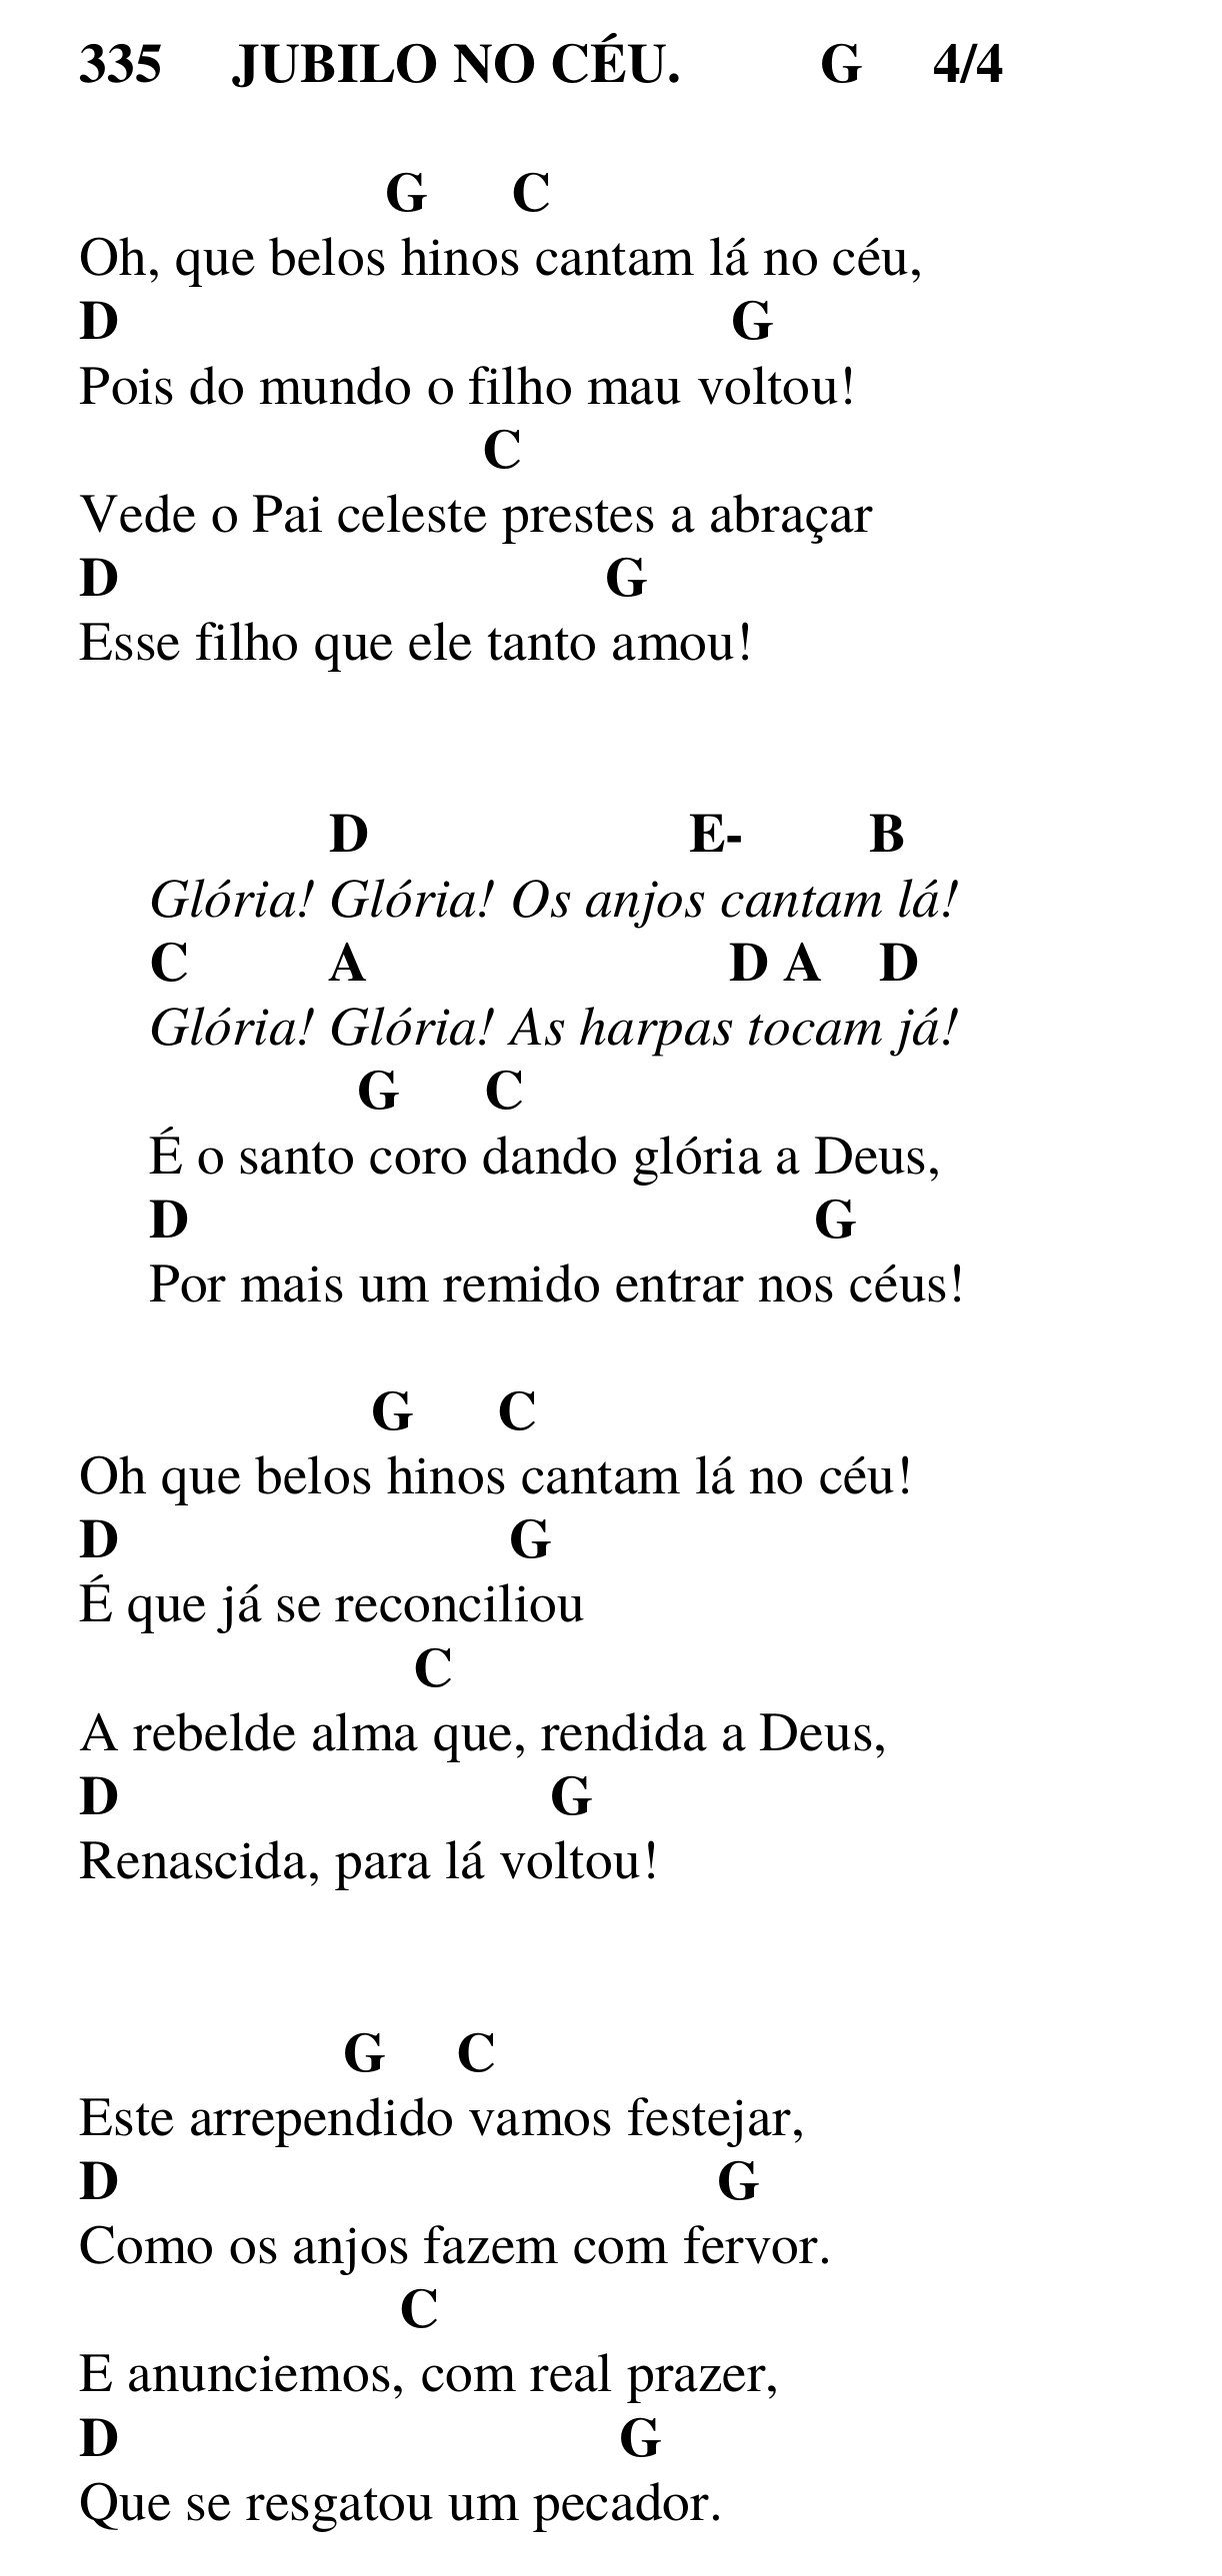 335 JUBILO NO CÉU. G 4/4
G C
Oh, que belos hinos cantam lá no céu,
D G
Pois do mundo o filho mau voltou!
C
Vede o Pai celeste prestes a abraçar
D G
Esse filho que ele tanto amou!
D E- B
Glória! Glória! Os anjos cantam lá!
C A D A D
Glória! Glória! As harpas tocam já!
G C
É o santo coro dando glória a Deus,
D G
Por mais um remido entrar nos céus!
G C
Oh que belos hinos cantam lá no céu!
D G
É que já se reconciliou
C
A rebelde alma que, rendida a Deus,
D G
Renascida, para lá voltou!
G C
Este arrependido vamos festejar,
D G
Como os anjos fazem com fervor.
C
E anunciemos, com real prazer,
D G
Que se resgatou um pecador.